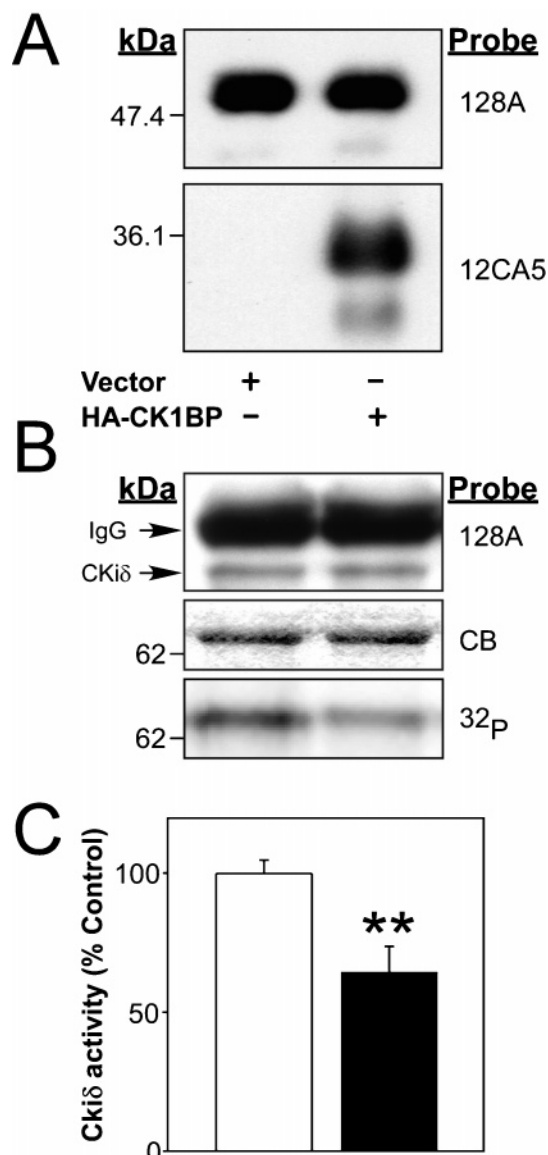 A
kDa Probe
128A
47.4
36.1
12CA5
Vector + −
HA-CK1BP − +
B
kDa Probe
IgG 128A
CKiδ
CB
62
32P
62
C
Ckiδ activity (% Control)
100
**
50
0